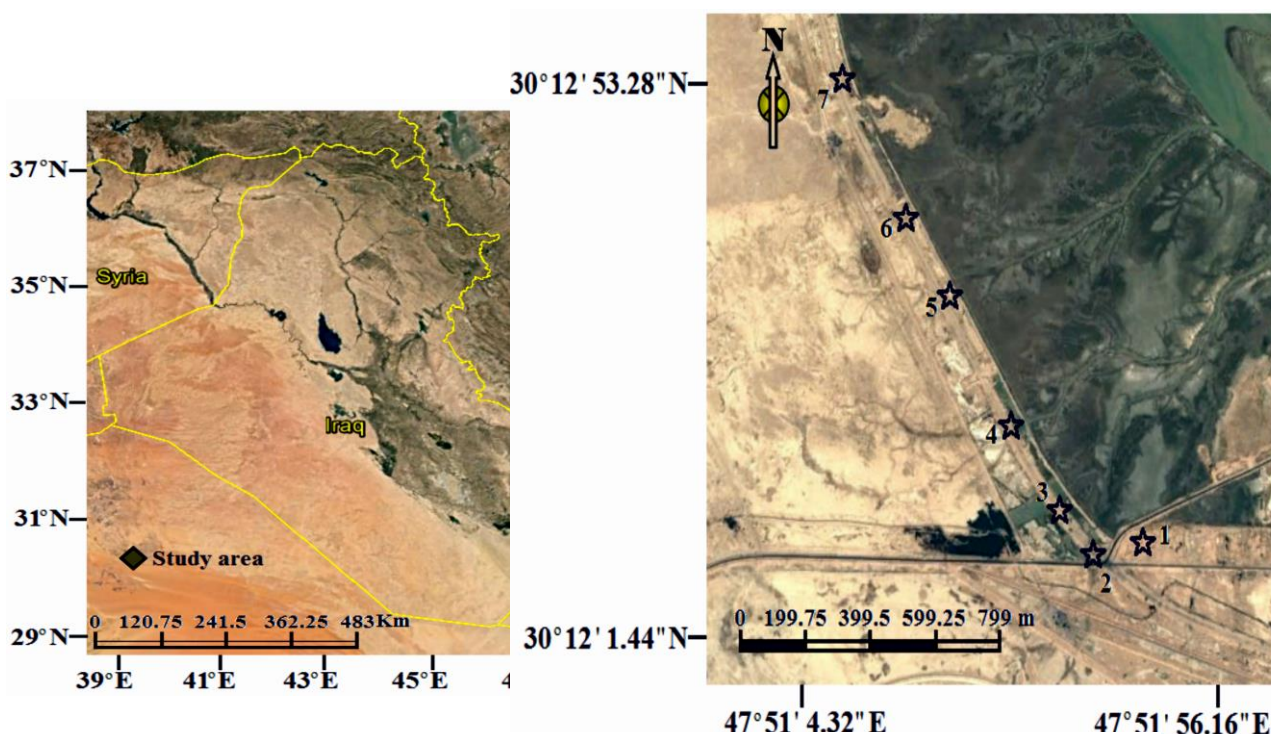 37°N
35°N
33°N
31°N
29°N
Syria
Iraq
Study area
0 120.75 241.5 362.25 483Km
39°E 41°E 43°E 45°E 4
30°12'53.28"N
30°12'1.44"N
N
7
6
5
4
3
1
2
0 199.75 399.5 599.25 799 m
47°51'4.32"E 47°51'56.16"E